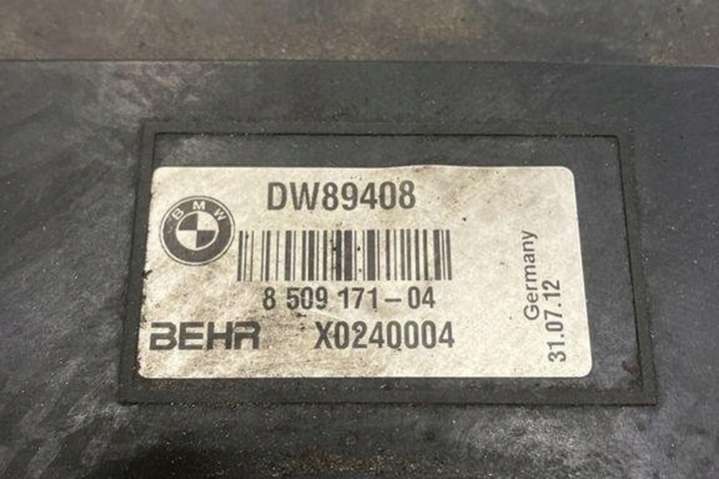 DW89408
BMW
8 509 171-04
BEHR X0240004
Germany
31.07.12